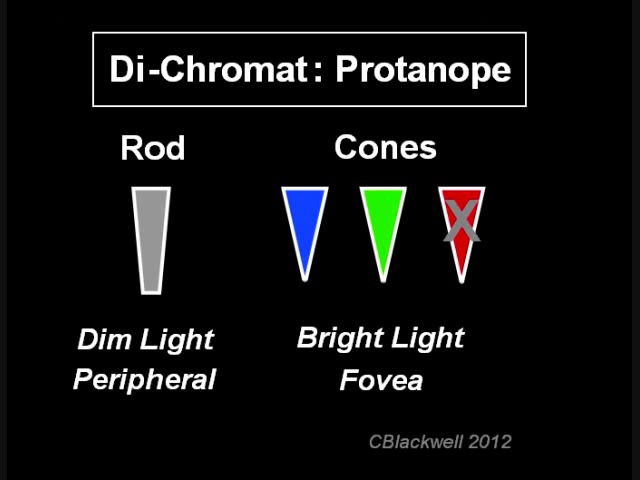 Di-Chromat: Protanope
Rod
Cones
X
Dim Light
Peripheral
Bright Light
Fovea
CBlackwell 2012